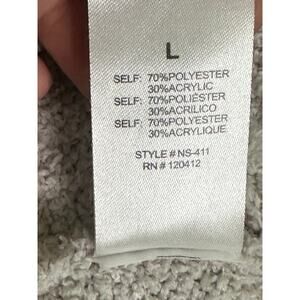 L
SELF: 70%POLYESTER
30%ACRYLIC
SELF: 70%POLIÉSTER
30%ACRILICO
SELF: 70%POLYESTER
30%ACRYLIQUE
STYLE # NS-411
RN # 120412